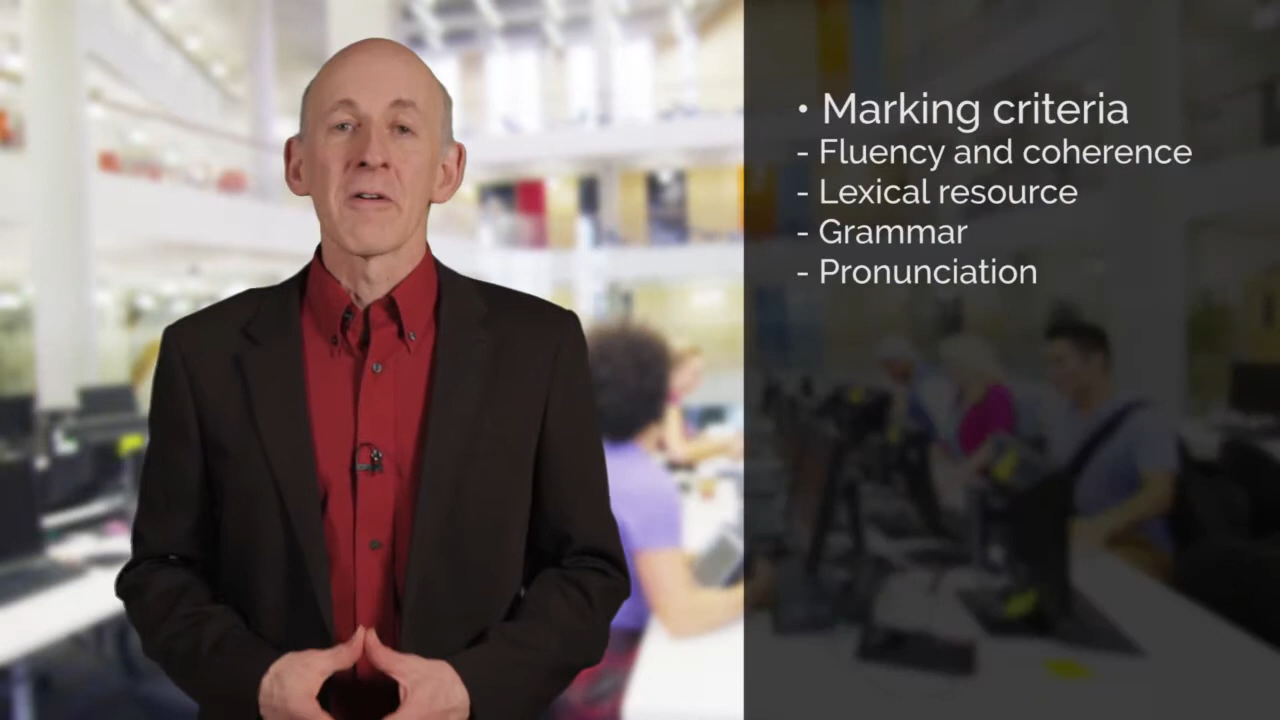 • Marking criteria
- Fluency and coherence
- Lexical resource
- Grammar
- Pronunciation